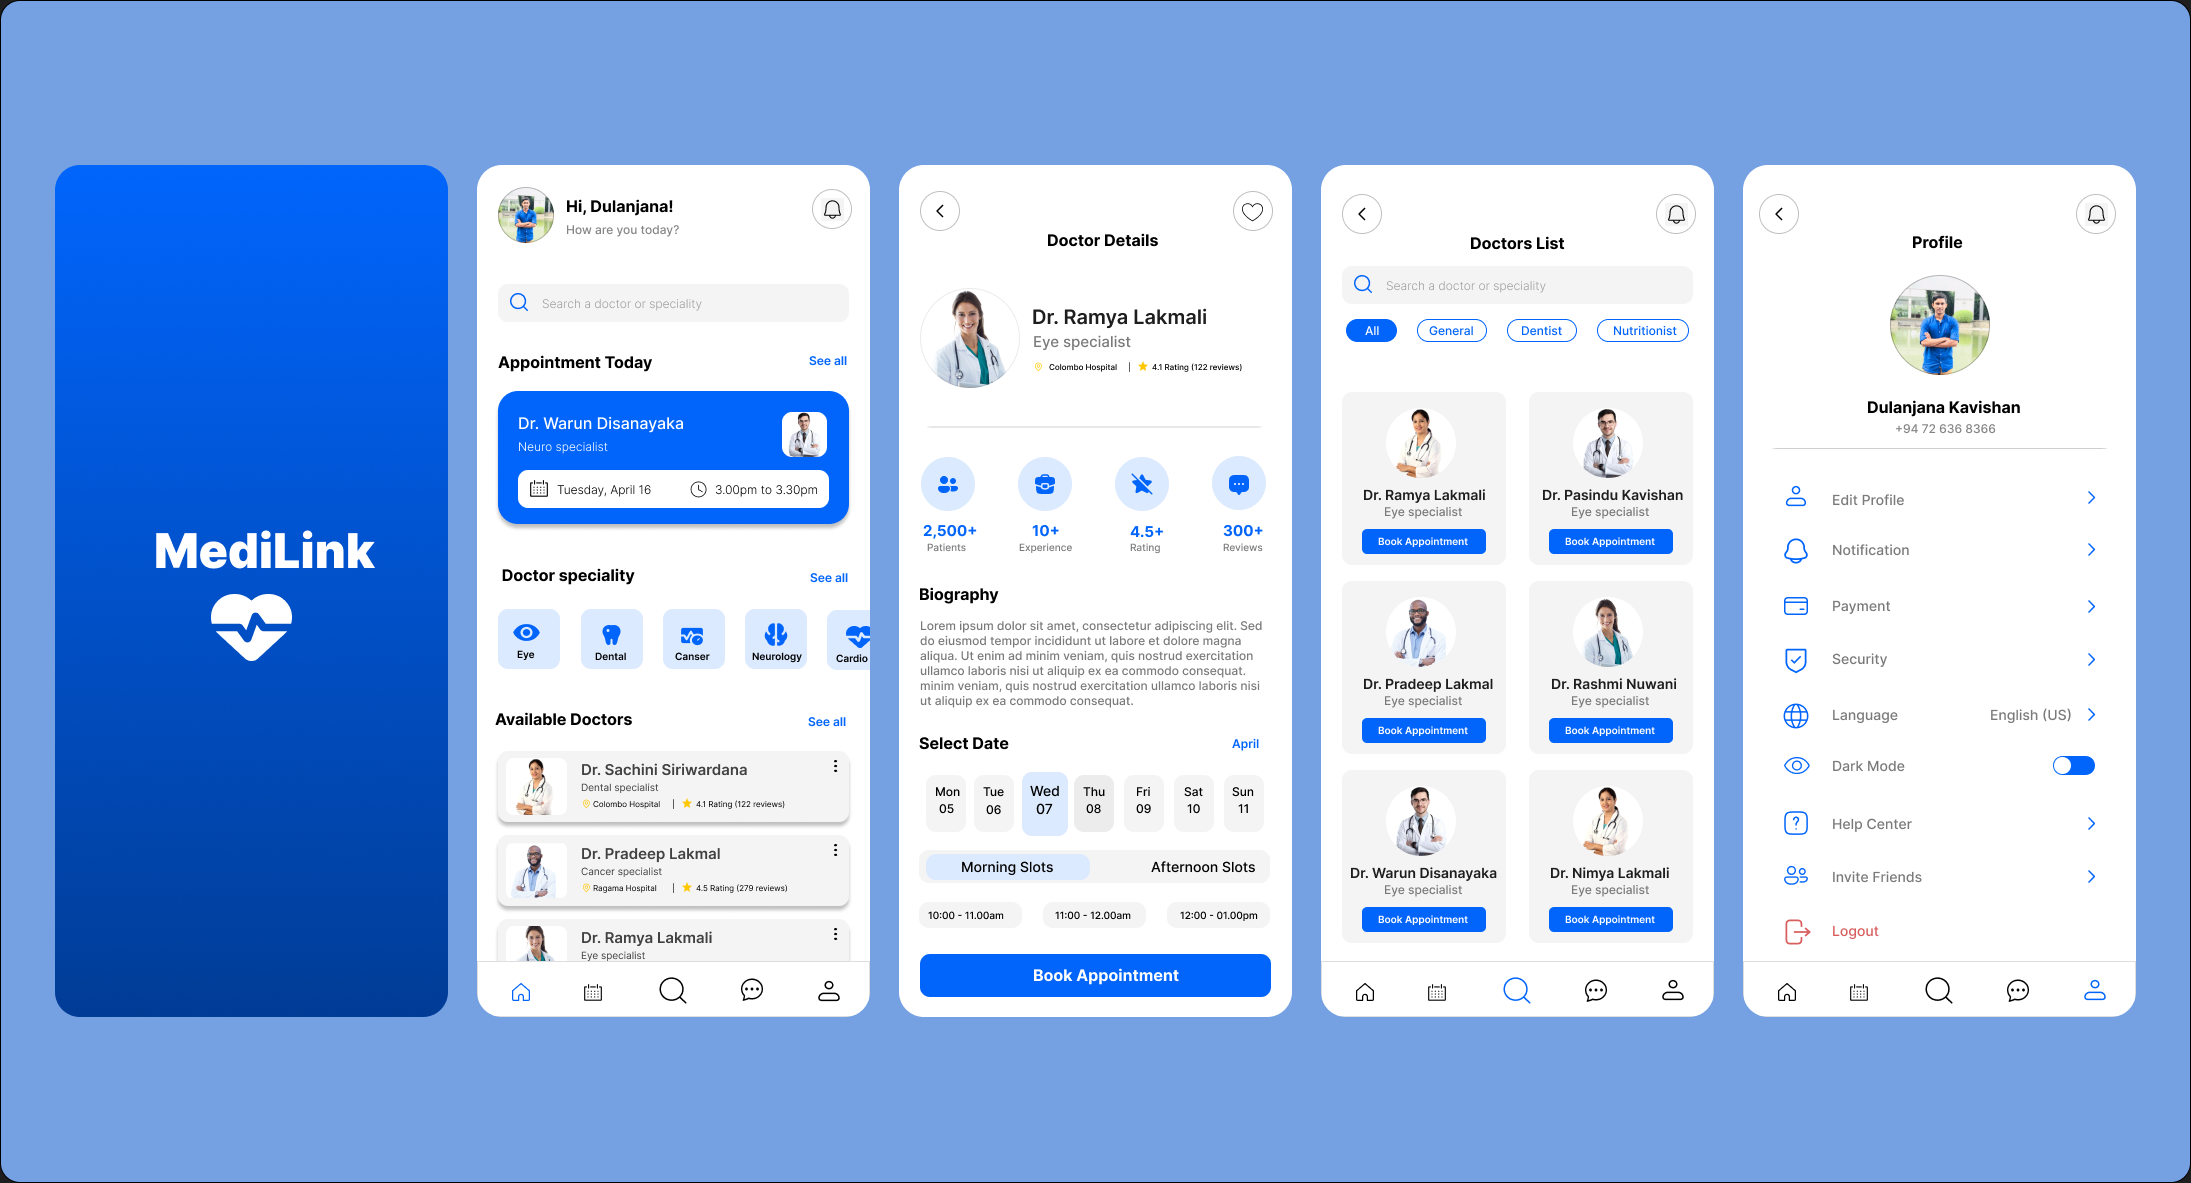 MediLink
Hi, Dulanjana!
How are you today?
Search a doctor or speciality
Appointment Today
See all
Dr. Warun Disanayaka
Neuro specialist
Tuesday, April 16
3.00pm to 3.30pm
Doctor speciality
See all
Eye
Dental
Canser
Neurology
Cardio
Available Doctors
See all
Dr. Sachini Siriwardana
Dental specialist
Colombo Hospital | 4.1 Rating (122 reviews)
Dr. Pradeep Lakmal
Cancer specialist
Ragama Hospital | 4.5 Rating (279 reviews)
Dr. Ramya Lakmali
Eye specialist
Doctor Details
Dr. Ramya Lakmali
Eye specialist
Colombo Hospital | 4.1 Rating (122 reviews)
2,500+
Patients
10+
Experience
4.5+
Rating
300+
Reviews
Biography
Lorem ipsum dolor sit amet, consectetur adipiscing elit. Sed
do eiusmod tempor incididunt ut labore et dolore magna
aliqua. Ut enim ad minim veniam, quis nostrud exercitation
ullamco laboris nisi ut aliquip ex ea commodo consequat.
minim veniam, quis nostrud exercitation ullamco laboris nisi
ut aliquip ex ea commodo consequat.
Select Date
April
Mon
05
Tue
06
Wed
07
Thu
08
Fri
09
Sat
10
Sun
11
Morning Slots
Afternoon Slots
10:00 - 11.00am
11:00 - 12.00am
12:00 - 01.00pm
Book Appointment
Doctors List
Search a doctor or speciality
All
General
Dentist
Nutritionist
Dr. Ramya Lakmali
Eye specialist
Book Appointment
Dr. Pasindu Kavishan
Eye specialist
Book Appointment
Dr. Pradeep Lakmal
Eye specialist
Book Appointment
Dr. Rashmi Nuwani
Eye specialist
Book Appointment
Dr. Warun Disanayaka
Eye specialist
Book Appointment
Dr. Nimya Lakmali
Eye specialist
Book Appointment
Profile
Dulanjana Kavishan
+94 72 636 8366
Edit Profile
Notification
Payment
Security
Language
English (US)
Dark Mode
Help Center
Invite Friends
Logout